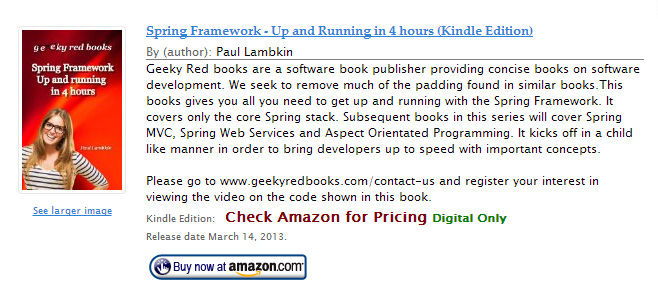 geeky red books
Spring Framework
Up and running
in 4 hours
Paul Lambkin
See larger image
Spring Framework - Up and Running in 4 hours (Kindle Edition)
By (author): Paul Lambkin
Geeky Red books are a software book publisher providing concise books on software
development. We seek to remove much of the padding found in similar books.This
books gives you all you need to get up and running with the Spring Framework. It
covers only the core Spring stack. Subsequent books in this series will cover Spring
MVC, Spring Web Services and Aspect Orientated Programming. It kicks off in a child
like manner in order to bring developers up to speed with important concepts.
Please go to www.geekyredbooks.com/contact-us and register your interest in
viewing the video on the code shown in this book.
Kindle Edition: Check Amazon for Pricing Digital Only
Release date March 14, 2013.
Buy now at amazon.com